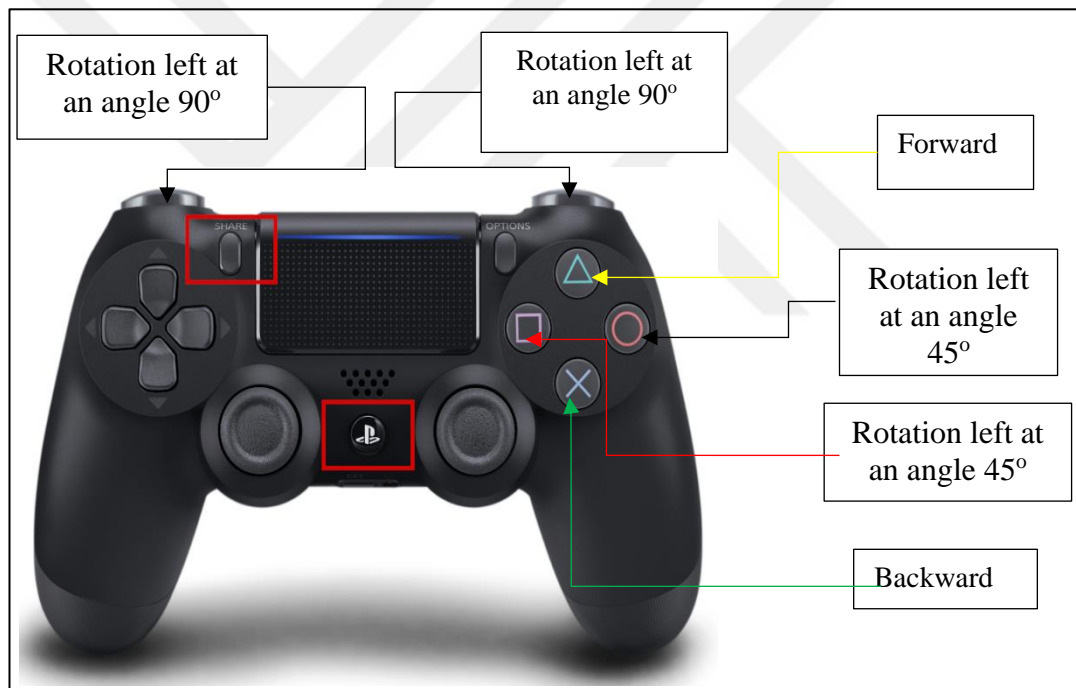 Rotation left at
an angle 90º
Rotation left at
an angle 90º
Forward
SHARE
OPTIONS
Rotation left
at an angle
45º
Rotation left at
an angle 45º
Backward